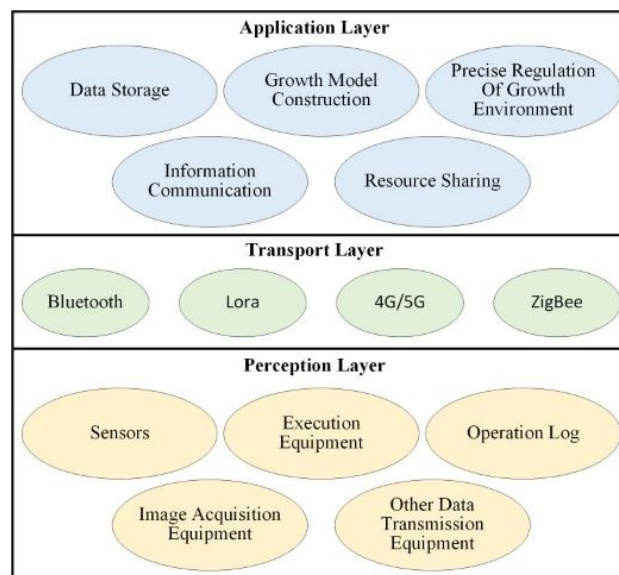 Application Layer
Data Storage
Growth Model
Construction
Precise Regulation
Of Growth
Environment
Information
Communication
Resource Sharing
Transport Layer
Bluetooth
Lora
4G/5G
ZigBee
Perception Layer
Sensors
Execution
Equipment
Operation Log
Image Acquisition
Equipment
Other Data
Transmission
Equipment